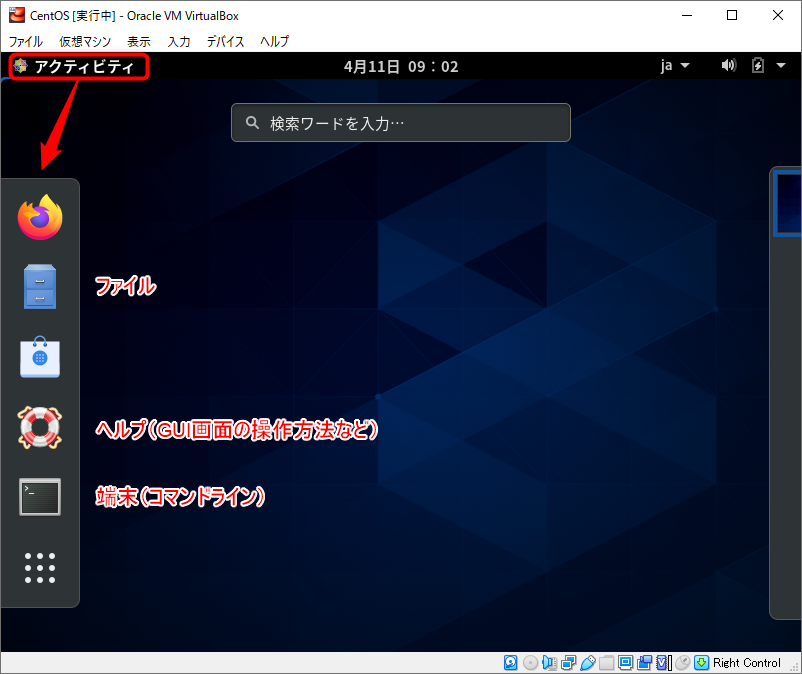 CentOS [実行中] - Oracle VM VirtualBox
ファイル 仮想マシン 表示 入力 デバイス ヘルプ
アクティビティ 4月11日 09:02 ja
検索ワードを入力…
ファイル
ヘルプ(GUI画面の操作方法など)
端末(コマンドライン)
Right Control